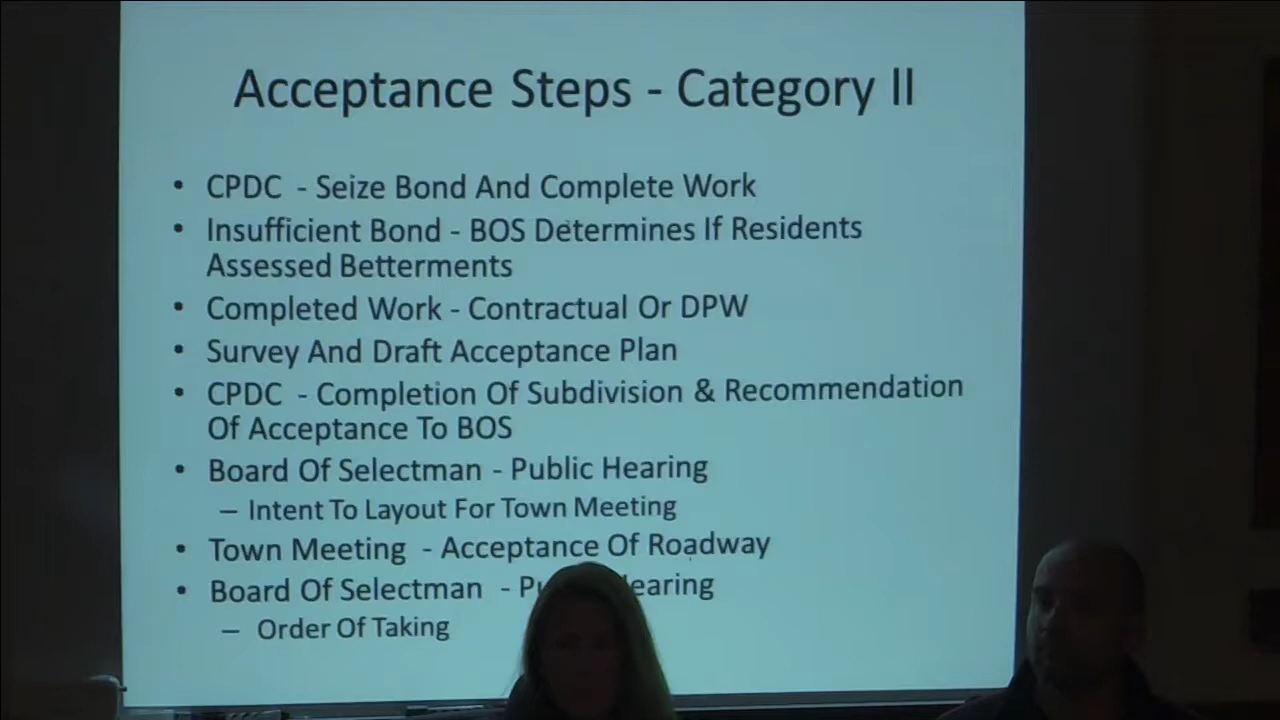 Acceptance Steps - Category II
• CPDC - Seize Bond And Complete Work
• Insufficient Bond - BOS Determines If Residents
Assessed Betterments
• Completed Work - Contractual Or DPW
• Survey And Draft Acceptance Plan
• CPDC - Completion Of Subdivision & Recommendation
Of Acceptance To BOS
• Board Of Selectman - Public Hearing
– Intent To Layout For Town Meeting
• Town Meeting - Acceptance Of Roadway
• Board Of Selectman -
– Order Of Taking